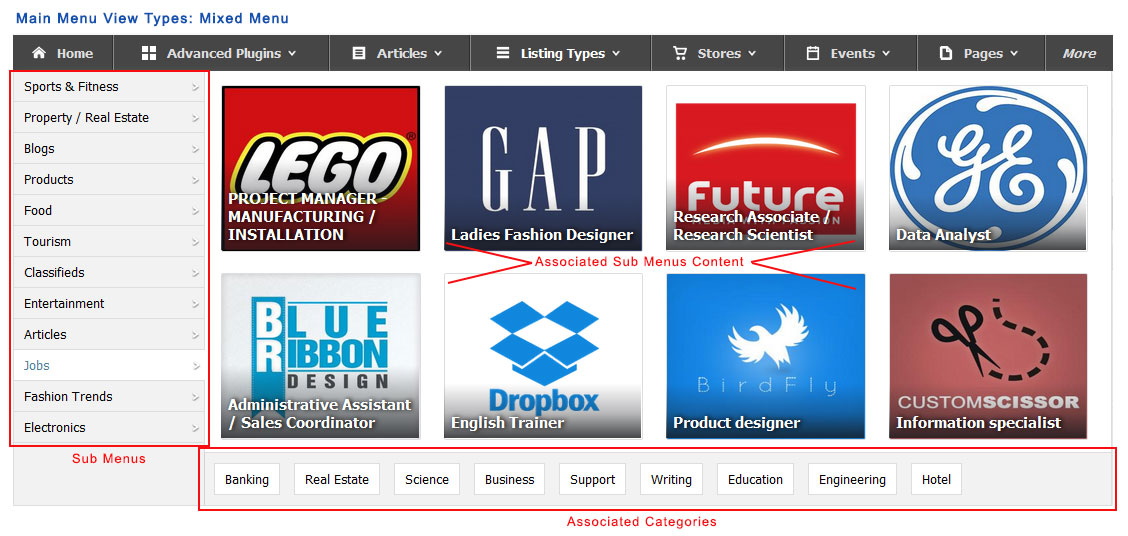 Main Menu View Types: Mixed Menu
Home
Advanced Plugins
Articles
Listing Types
Stores
Events
Pages
More
Sports & Fitness
Property / Real Estate
Blogs
Products
Food
Tourism
Classifieds
Entertainment
Articles
Jobs
Fashion Trends
Electronics
Sub Menus
LEGO
®
PROJECT MANAGER -
MANUFACTURING /
INSTALLATION
GAP
Ladies Fashion Designer
Future
Research Associate /
Research Scientist
GE
Data Analyst
Associated Sub Menus Content
BR
BLUE
RIBBON
DESIGN
Administrative Assistant
/ Sales Coordinator
Dropbox
English Trainer
BirdFly
Product designer
CUSTOMSCISSOR
Information specialist
Banking
Real Estate
Science
Business
Support
Writing
Education
Engineering
Hotel
Associated Categories